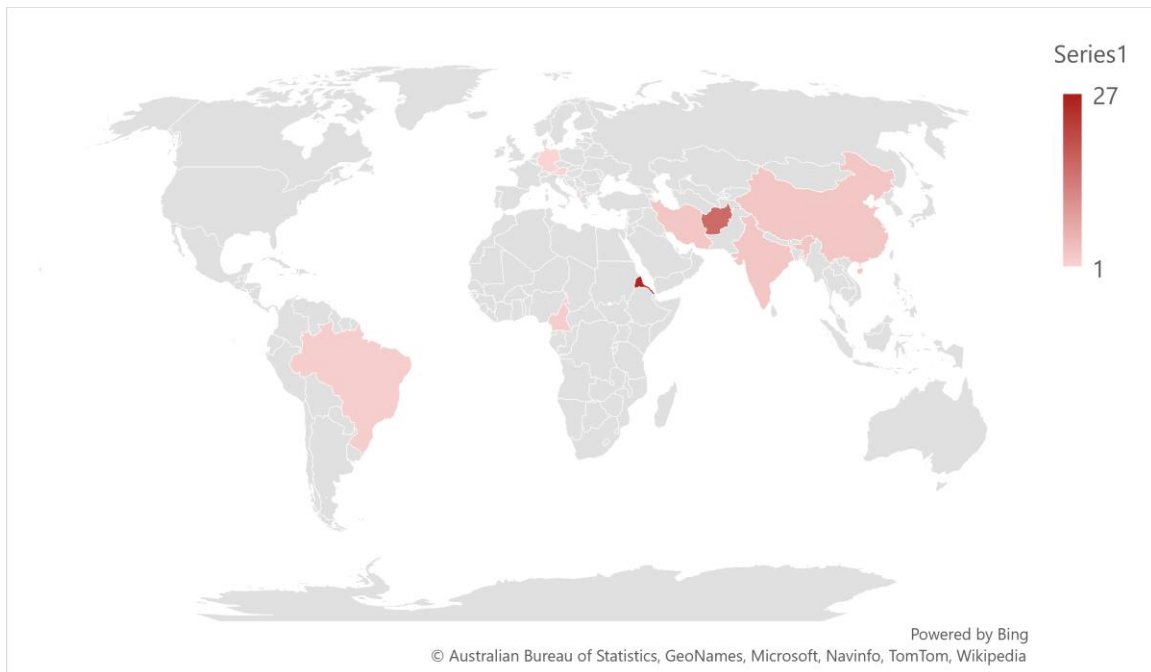 Series1
27
1
Powered by Bing
© Australian Bureau of Statistics, GeoNames, Microsoft, Navinfo, TomTom, Wikipedia